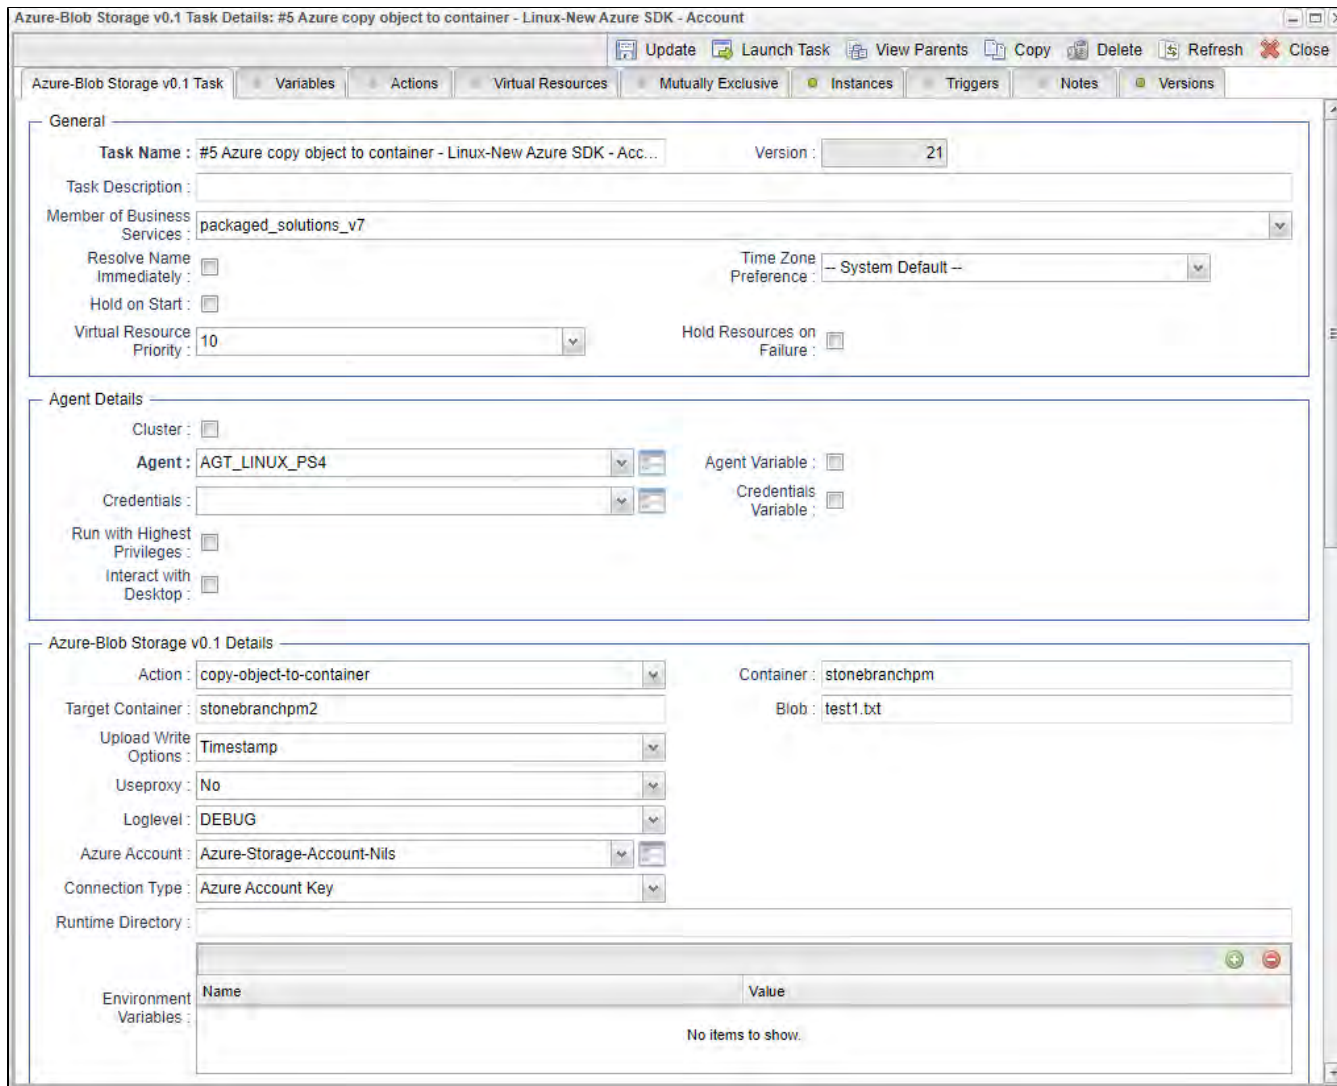 Azure-Blob Storage v0.1 Task Details: #5 Azure copy object to container - Linux-New Azure SDK - Account
Update Launch Task View Parents Copy Delete Refresh Close
Azure-Blob Storage v0.1 Task Variables Actions Virtual Resources Mutually Exclusive Instances Triggers Notes Versions
General
Task Name : #5 Azure copy object to container - Linux-New Azure SDK - Acc... Version : 21
Task Description :
Member of Business
Services : packaged_solutions_v7
Resolve Name
Immediately :
Time Zone
Preference : -- System Default --
Hold on Start :
Virtual Resource
Priority : 10
Hold Resources on
Failure :
Agent Details
Cluster :
Agent : AGT_LINUX_PS4 Agent Variable :
Credentials :
Credentials
Variable :
Run with Highest
Privileges :
Interact with
Desktop :
Azure-Blob Storage v0.1 Details
Action : copy-object-to-container Container : stonebranchpm
Target Container : stonebranchpm2 Blob : test1.txt
Upload Write
Options : Timestamp
Useproxy : No
Loglevel : DEBUG
Azure Account : Azure-Storage-Account-Nils
Connection Type : Azure Account Key
Runtime Directory :
Environment
Variables :
Name Value
No items to show.